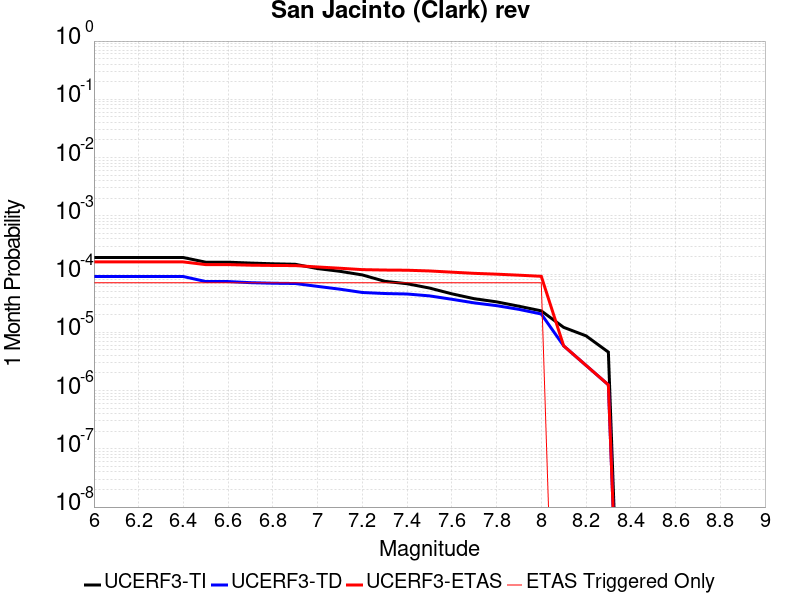 San Jacinto (Clark) rev
10^0
10^-1
10^-2
10^-3
10^-4
10^-5
10^-6
10^-7
10^-8
1 Month Probability
6 6.2 6.4 6.6 6.8 7 7.2 7.4 7.6 7.8 8 8.2 8.4 8.6 8.8 9
Magnitude
UCERF3-TI UCERF3-TD UCERF3-ETAS ETAS Triggered Only